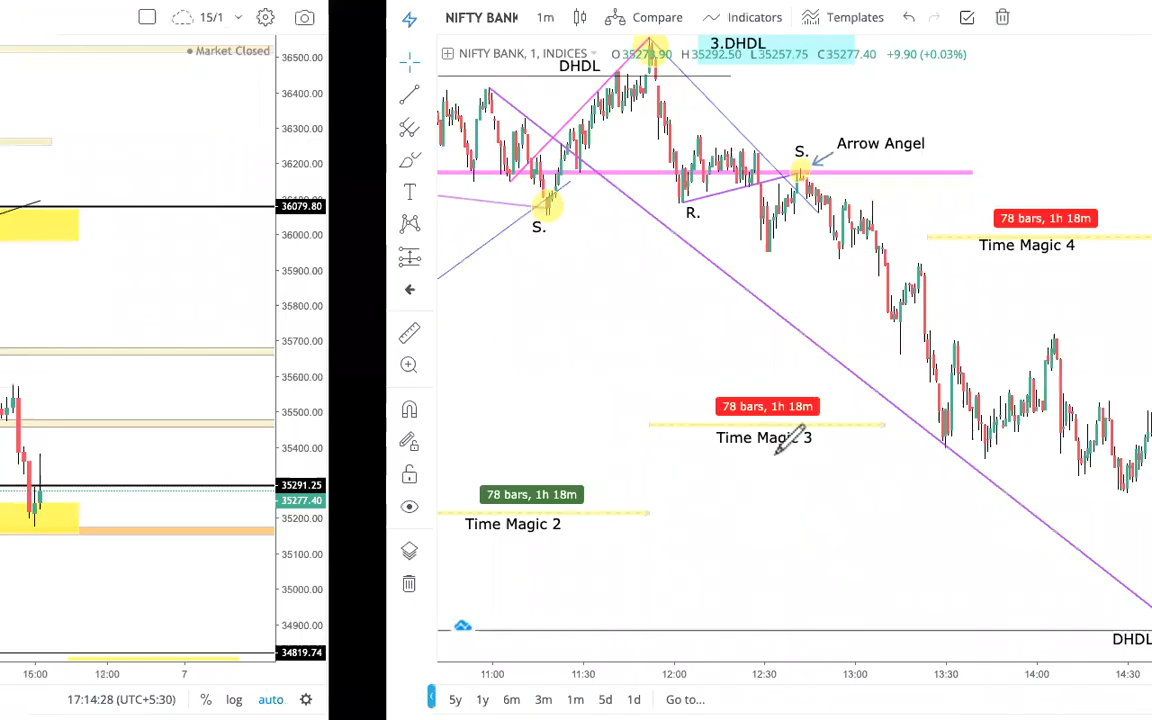 15/1
Market Closed
36500.00
36400.00
36300.00
36200.00
36079.80
36000.00
35900.00
35800.00
35700.00
35600.00
35500.00
35400.00
35291.25
35277.40
35200.00
35100.00
35000.00
34900.00
34819.74
15:00
12:00
7
17:14:28 (UTC+5:30)
%
log
auto
NIFTY BANK
1m
Compare
Indicators
Templates
3.DHDL
NIFTY BANK, 1, INDICES
O35273.90 H35292.50 L35257.75 C35277.40 +9.90 (+0.03%)
DHDL
S.
Arrow Angel
R.
S.
78 bars, 1h 18m
Time Magic 4
78 bars, 1h 18m
Time Magic 3
78 bars, 1h 18m
Time Magic 2
DHDL
11:00
11:30
12:00
12:30
13:00
13:30
14:00
14:30
5y
1y
6m
3m
1m
5d
1d
Go to...